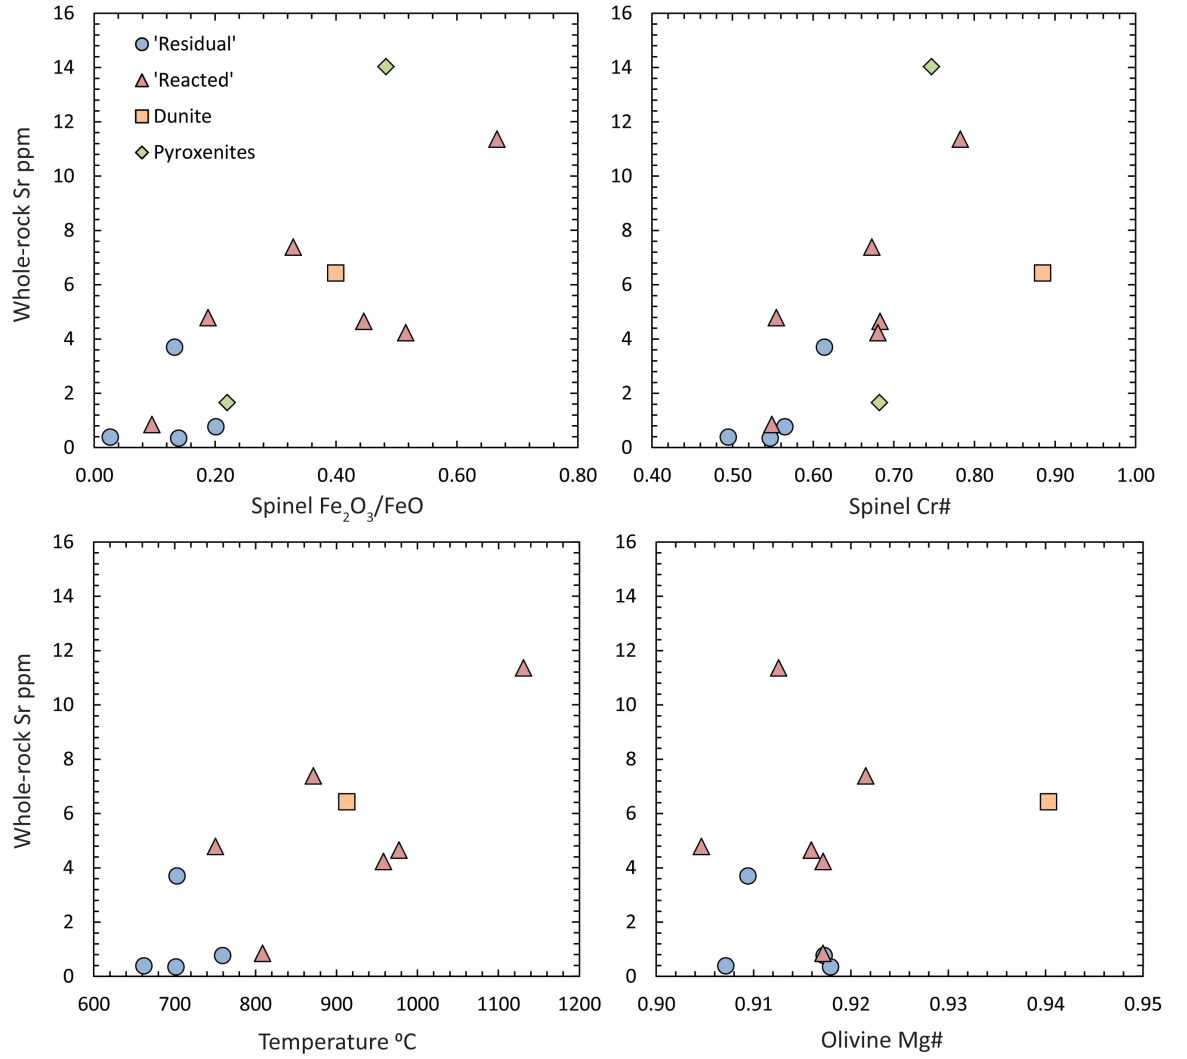 16
14
12
10
8
6
4
2
0
Whole-rock Sr ppm
'Residual'
'Reacted'
Dunite
Pyroxenites
0.00 0.20 0.40 0.60 0.80
Spinel Fe₂O₃/FeO
16
14
12
10
8
6
4
2
0
0.40 0.50 0.60 0.70 0.80 0.90 1.00
Spinel Cr#
16
14
12
10
8
6
4
2
0
Whole-rock Sr ppm
600 700 800 900 1000 1100 1200
Temperature ⁰C
16
14
12
10
8
6
4
2
0
0.90 0.91 0.92 0.93 0.94 0.95
Olivine Mg#